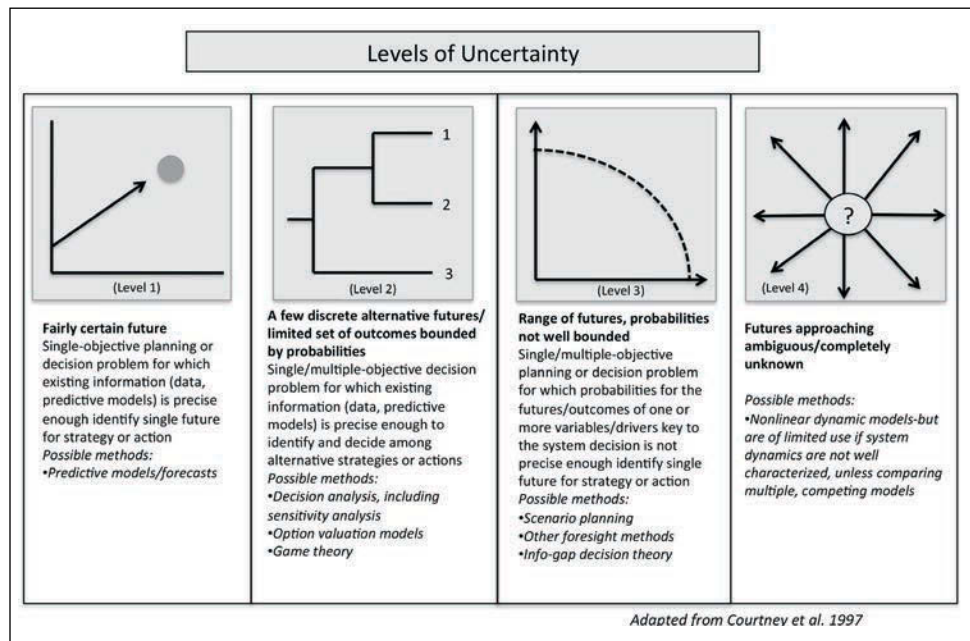 Levels of Uncertainty
(Level 1)
Fairly certain future
Single-objective planning or
decision problem for which
existing information (data,
predictive models) is precise
enough identify single future
for strategy or action
Possible methods:
•Predictive models/forecasts
1
2
3
(Level 2)
A few discrete alternative futures/
limited set of outcomes bounded
by probabilities
Single/multiple-objective decision
problem for which existing
information (data, predictive
models) is precise enough to
identify and decide among
alternative strategies or actions
Possible methods:
•Decision analysis, including
sensitivity analysis
•Option valuation models
•Game theory
(Level 3)
Range of futures, probabilities
not well bounded
Single/multiple-objective
planning or decision problem
for which probabilities for the
futures/outcomes of one or
more variables/drivers key to
the system decision is not
precise enough identify single
future for strategy or action
Possible methods:
•Scenario planning
•Other foresight methods
•Info-gap decision theory
?
(Level 4)
Futures approaching
ambiguous/completely
unknown
Possible methods:
•Nonlinear dynamic models-but
are of limited use if system
dynamics are not well
characterized, unless comparing
multiple, competing models
Adapted from Courtney et al. 1997